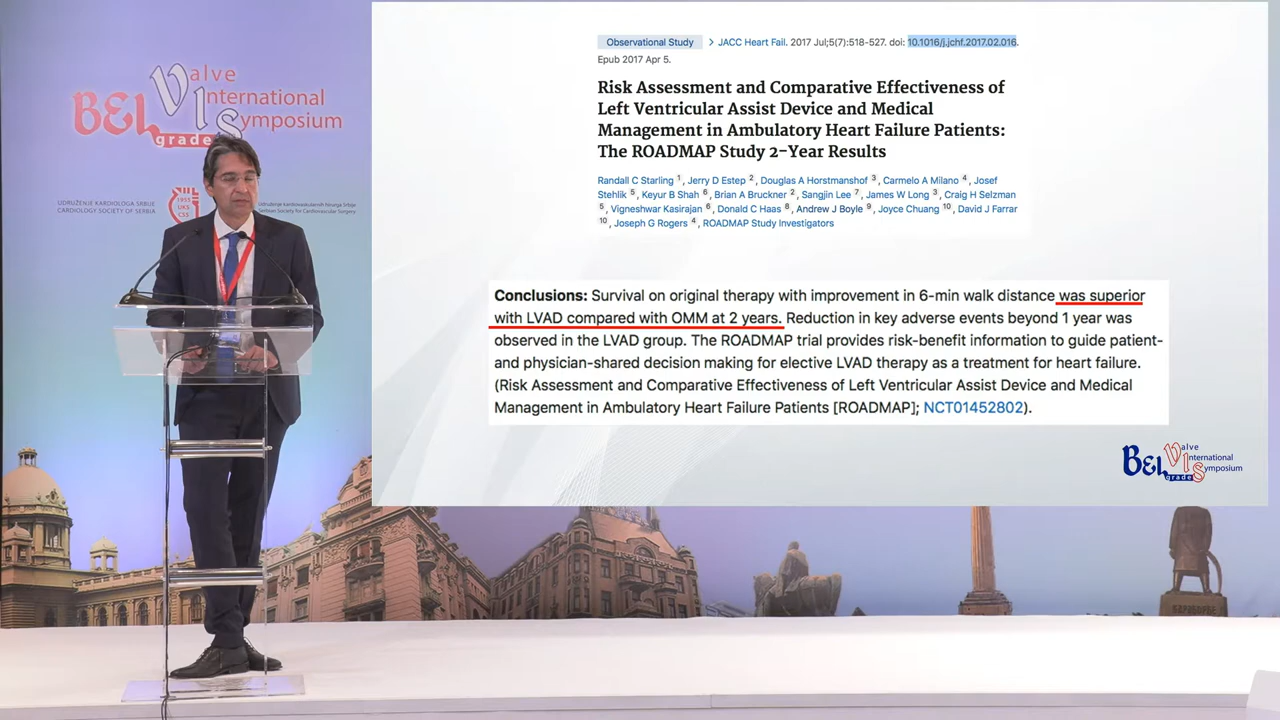 BELgrade
Valve
International
Symposium
UDRUŽENJE KARDIOLOGA SRBIJE
CARDIOLOGY SOCIETY OF SERBIA
1955
UKS
CSS
Serbian Society for Cardiovascular Surgery
Observational Study > JACC Heart Fail. 2017 Jul;5(7):518-527. doi: 10.1016/j.jchf.2017.02.016.
Epub 2017 Apr 5.
Risk Assessment and Comparative Effectiveness of
Left Ventricular Assist Device and Medical
Management in Ambulatory Heart Failure Patients:
The ROADMAP Study 2-Year Results
Randall C Starling 1, Jerry D Estep 2, Douglas A Horstmanshof 3, Carmelo A Milano 4, Josef
Stehlik 5, Keyur B Shah 6, Brian A Bruckner 2, Sangjin Lee 7, James W Long 3, Craig H Selzman
5, Vigneshwar Kasirajan 6, Donald C Haas 8, Andrew J Boyle 9, Joyce Chuang 10, David J Farrar
10, Joseph G Rogers 4, ROADMAP Study Investigators
Conclusions: Survival on original therapy with improvement in 6-min walk distance was superior
with LVAD compared with OMM at 2 years. Reduction in key adverse events beyond 1 year was
observed in the LVAD group. The ROADMAP trial provides risk-benefit information to guide patient-
and physician-shared decision making for elective LVAD therapy as a treatment for heart failure.
(Risk Assessment and Comparative Effectiveness of Left Ventricular Assist Device and Medical
Management in Ambulatory Heart Failure Patients [ROADMAP]; NCT01452802).
BELgrade
Valve
International
Symposium